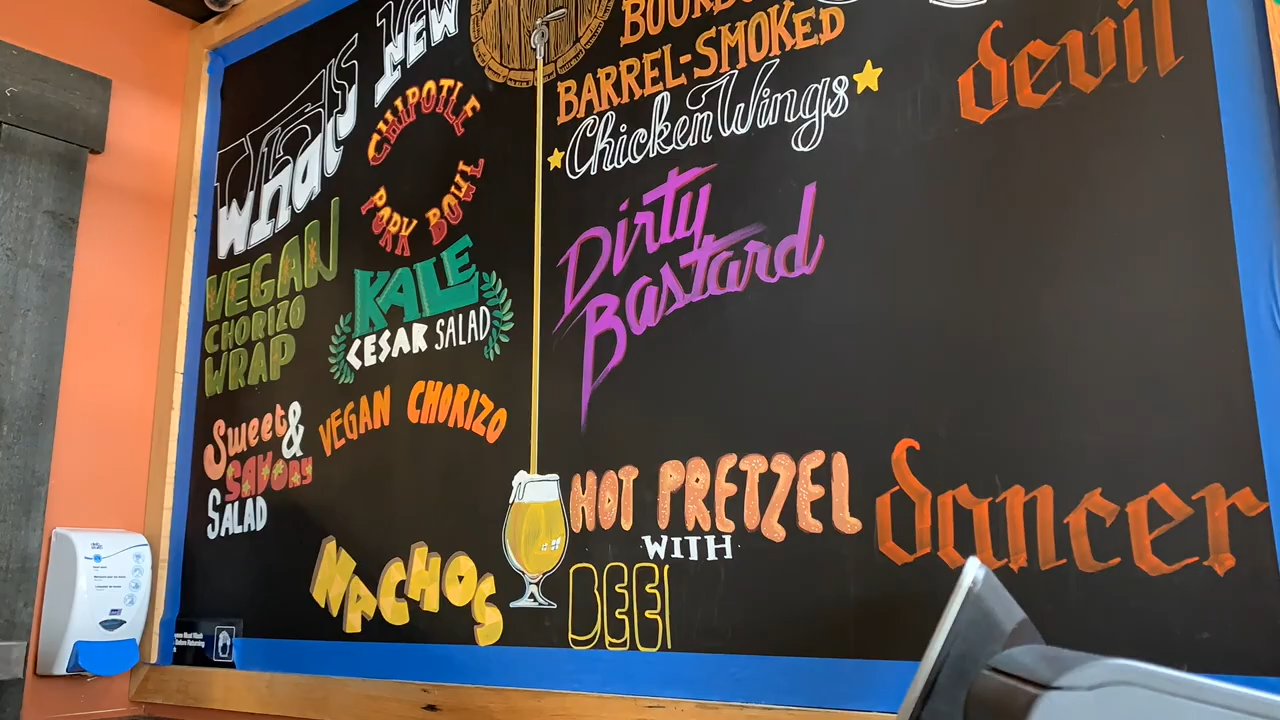 What's New
CHIPOTLE
PORK BOWL
VEGAN
CHORIZO
WRAP
KALE
CESAR SALAD
VEGAN CHORIZO
Sweet &
SAVORY
SALAD
NACHOS
BARREL-SMOKED
Chicken Wings
Dirty
Bastard
HOT PRETZEL
WITH
BEE
devil
dancer